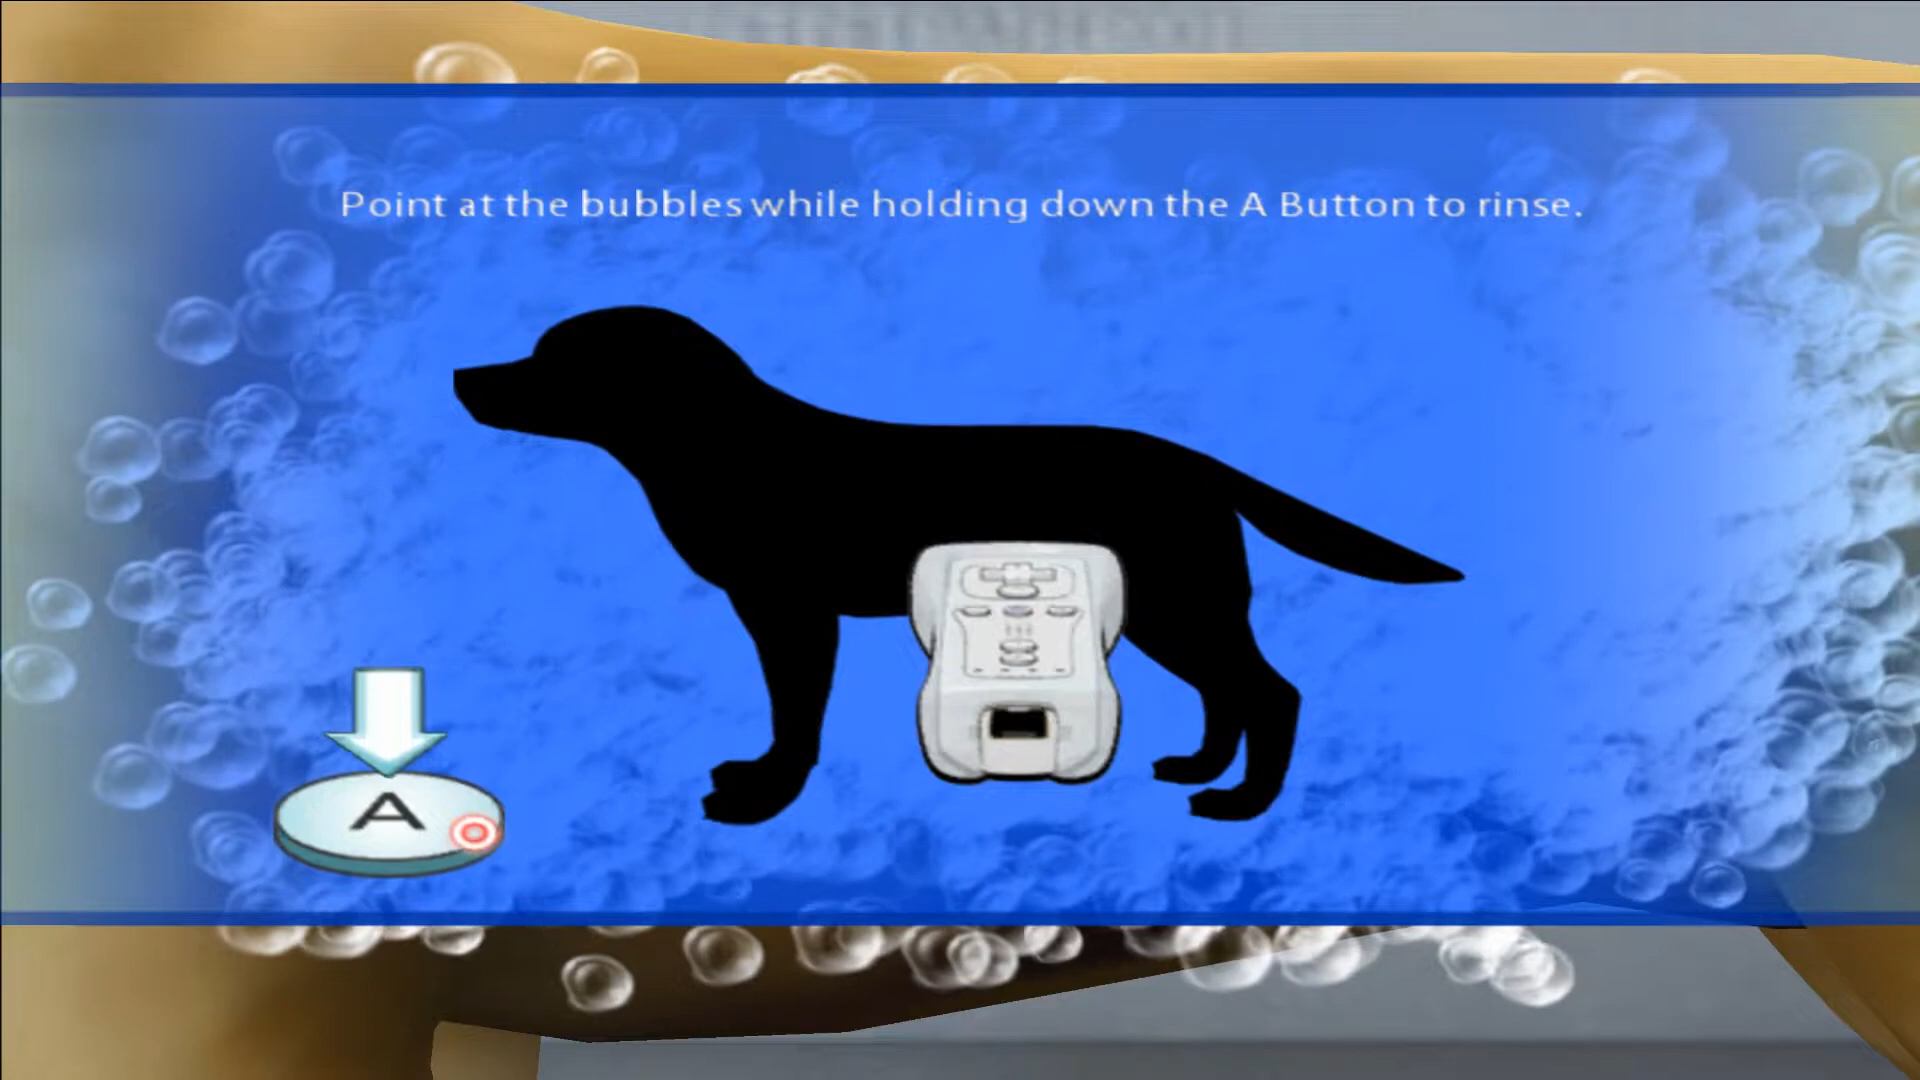 Point at the bubbles while holding down the A Button to rinse.
A